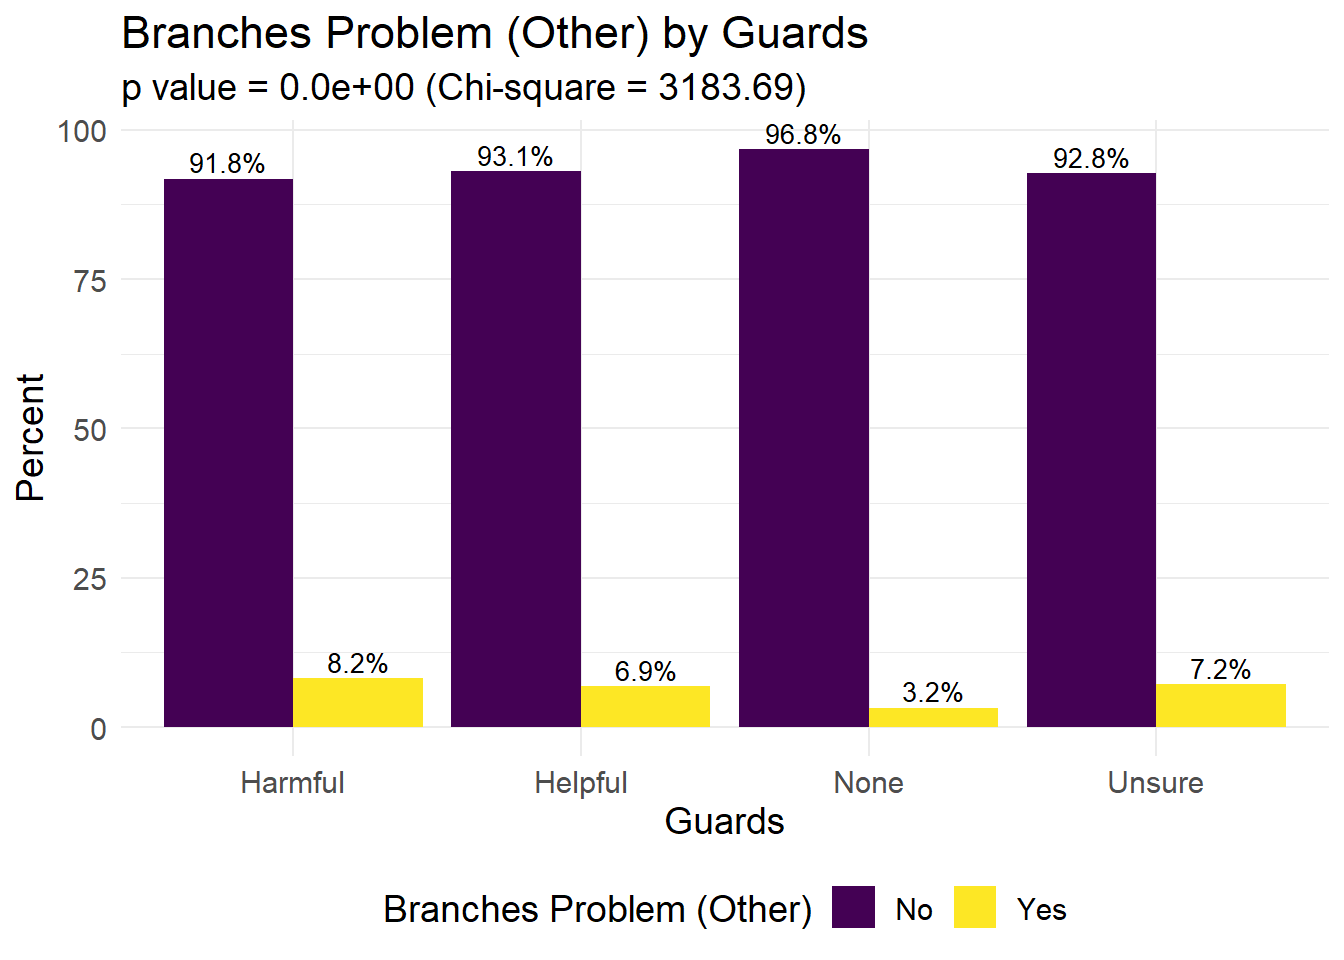 Branches Problem (Other) by Guards
p value = 0.0e+00 (Chi-square = 3183.69)
Percent
100
75
50
25
0
91.8%
8.2%
93.1%
6.9%
96.8%
3.2%
92.8%
7.2%
Harmful
Helpful
None
Unsure
Guards
Branches Problem (Other) No Yes